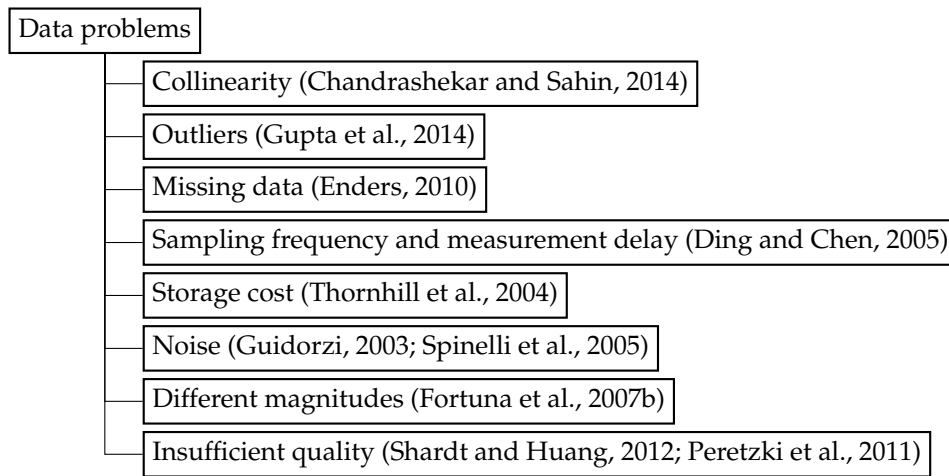 Data problems
Collinearity (Chandrashekar and Sahin, 2014)
Outliers (Gupta et al., 2014)
Missing data (Enders, 2010)
Sampling frequency and measurement delay (Ding and Chen, 2005)
Storage cost (Thornhill et al., 2004)
Noise (Guidorzi, 2003; Spinelli et al., 2005)
Different magnitudes (Fortuna et al., 2007b)
Insufficient quality (Shardt and Huang, 2012; Peretzki et al., 2011)